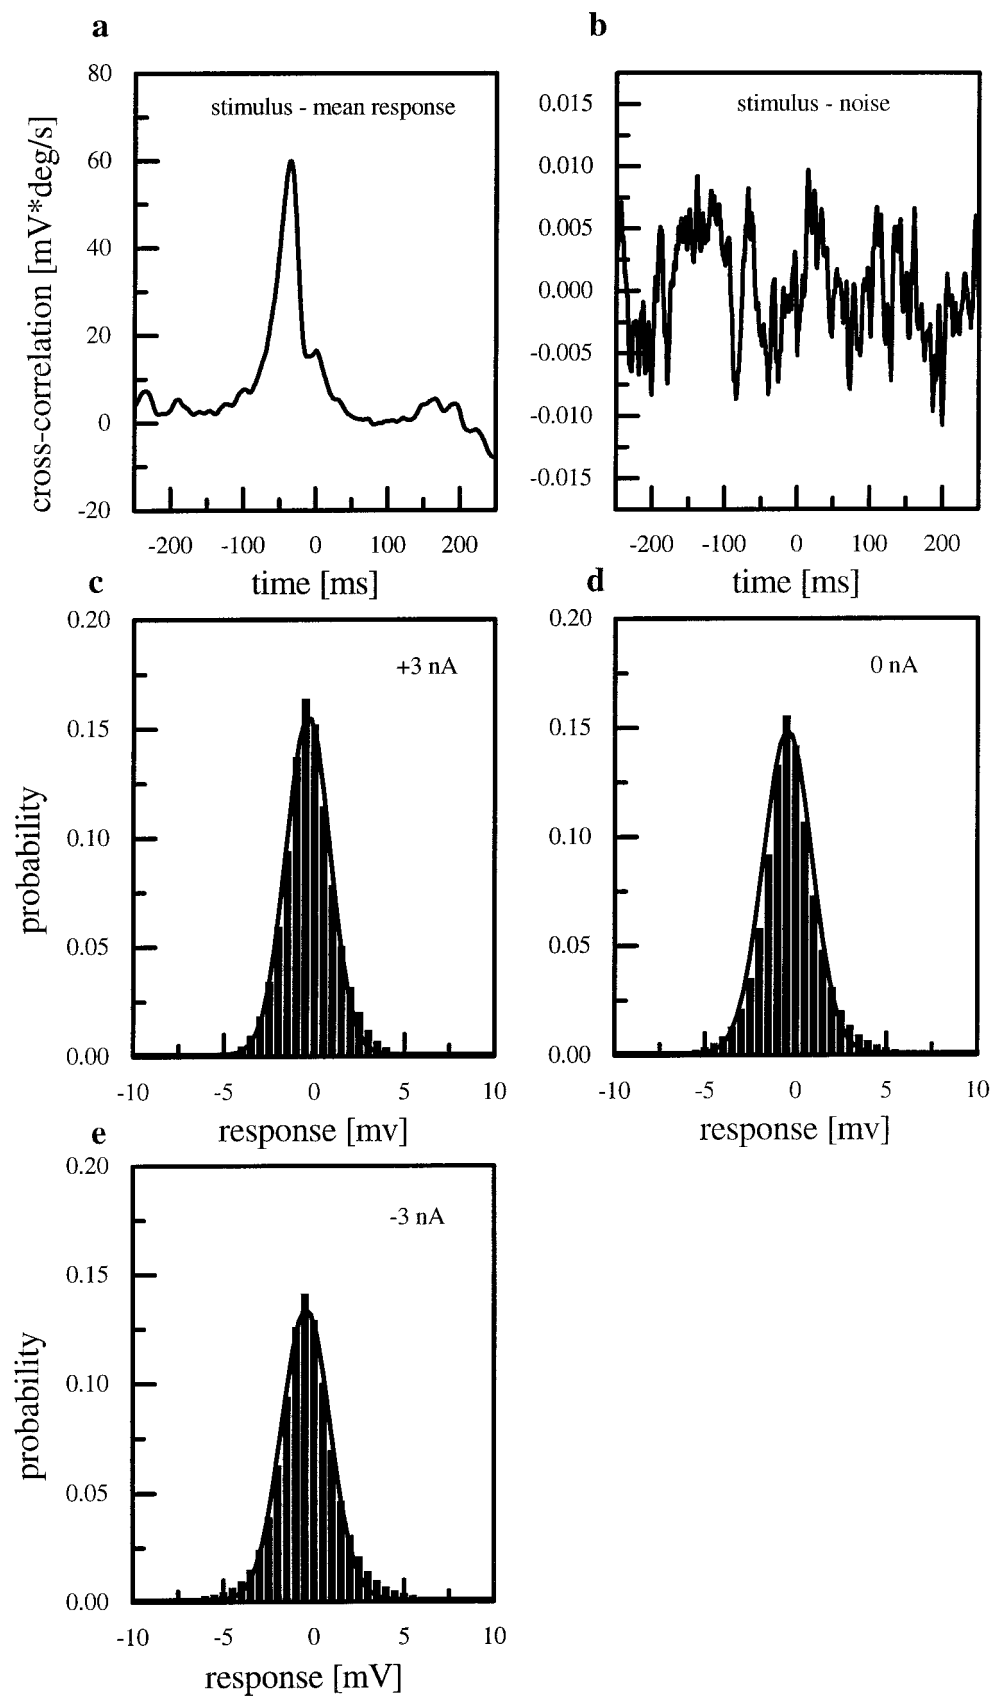 a
b
80
60
40
20
0
-20
stimulus - mean response
cross-correlation [mV*deg/s]
-200 -100 0 100 200
time [ms]
0.015
0.010
0.005
0.000
-0.005
-0.010
-0.015
stimulus - noise
-200 -100 0 100 200
time [ms]
c
d
0.20
0.15
0.10
0.05
0.00
+3 nA
probability
-10 -5 0 5 10
response [mv]
0.20
0.15
0.10
0.05
0.00
0 nA
-10 -5 0 5 10
response [mv]
e
0.20
0.15
0.10
0.05
0.00
-3 nA
probability
-10 -5 0 5 10
response [mV]